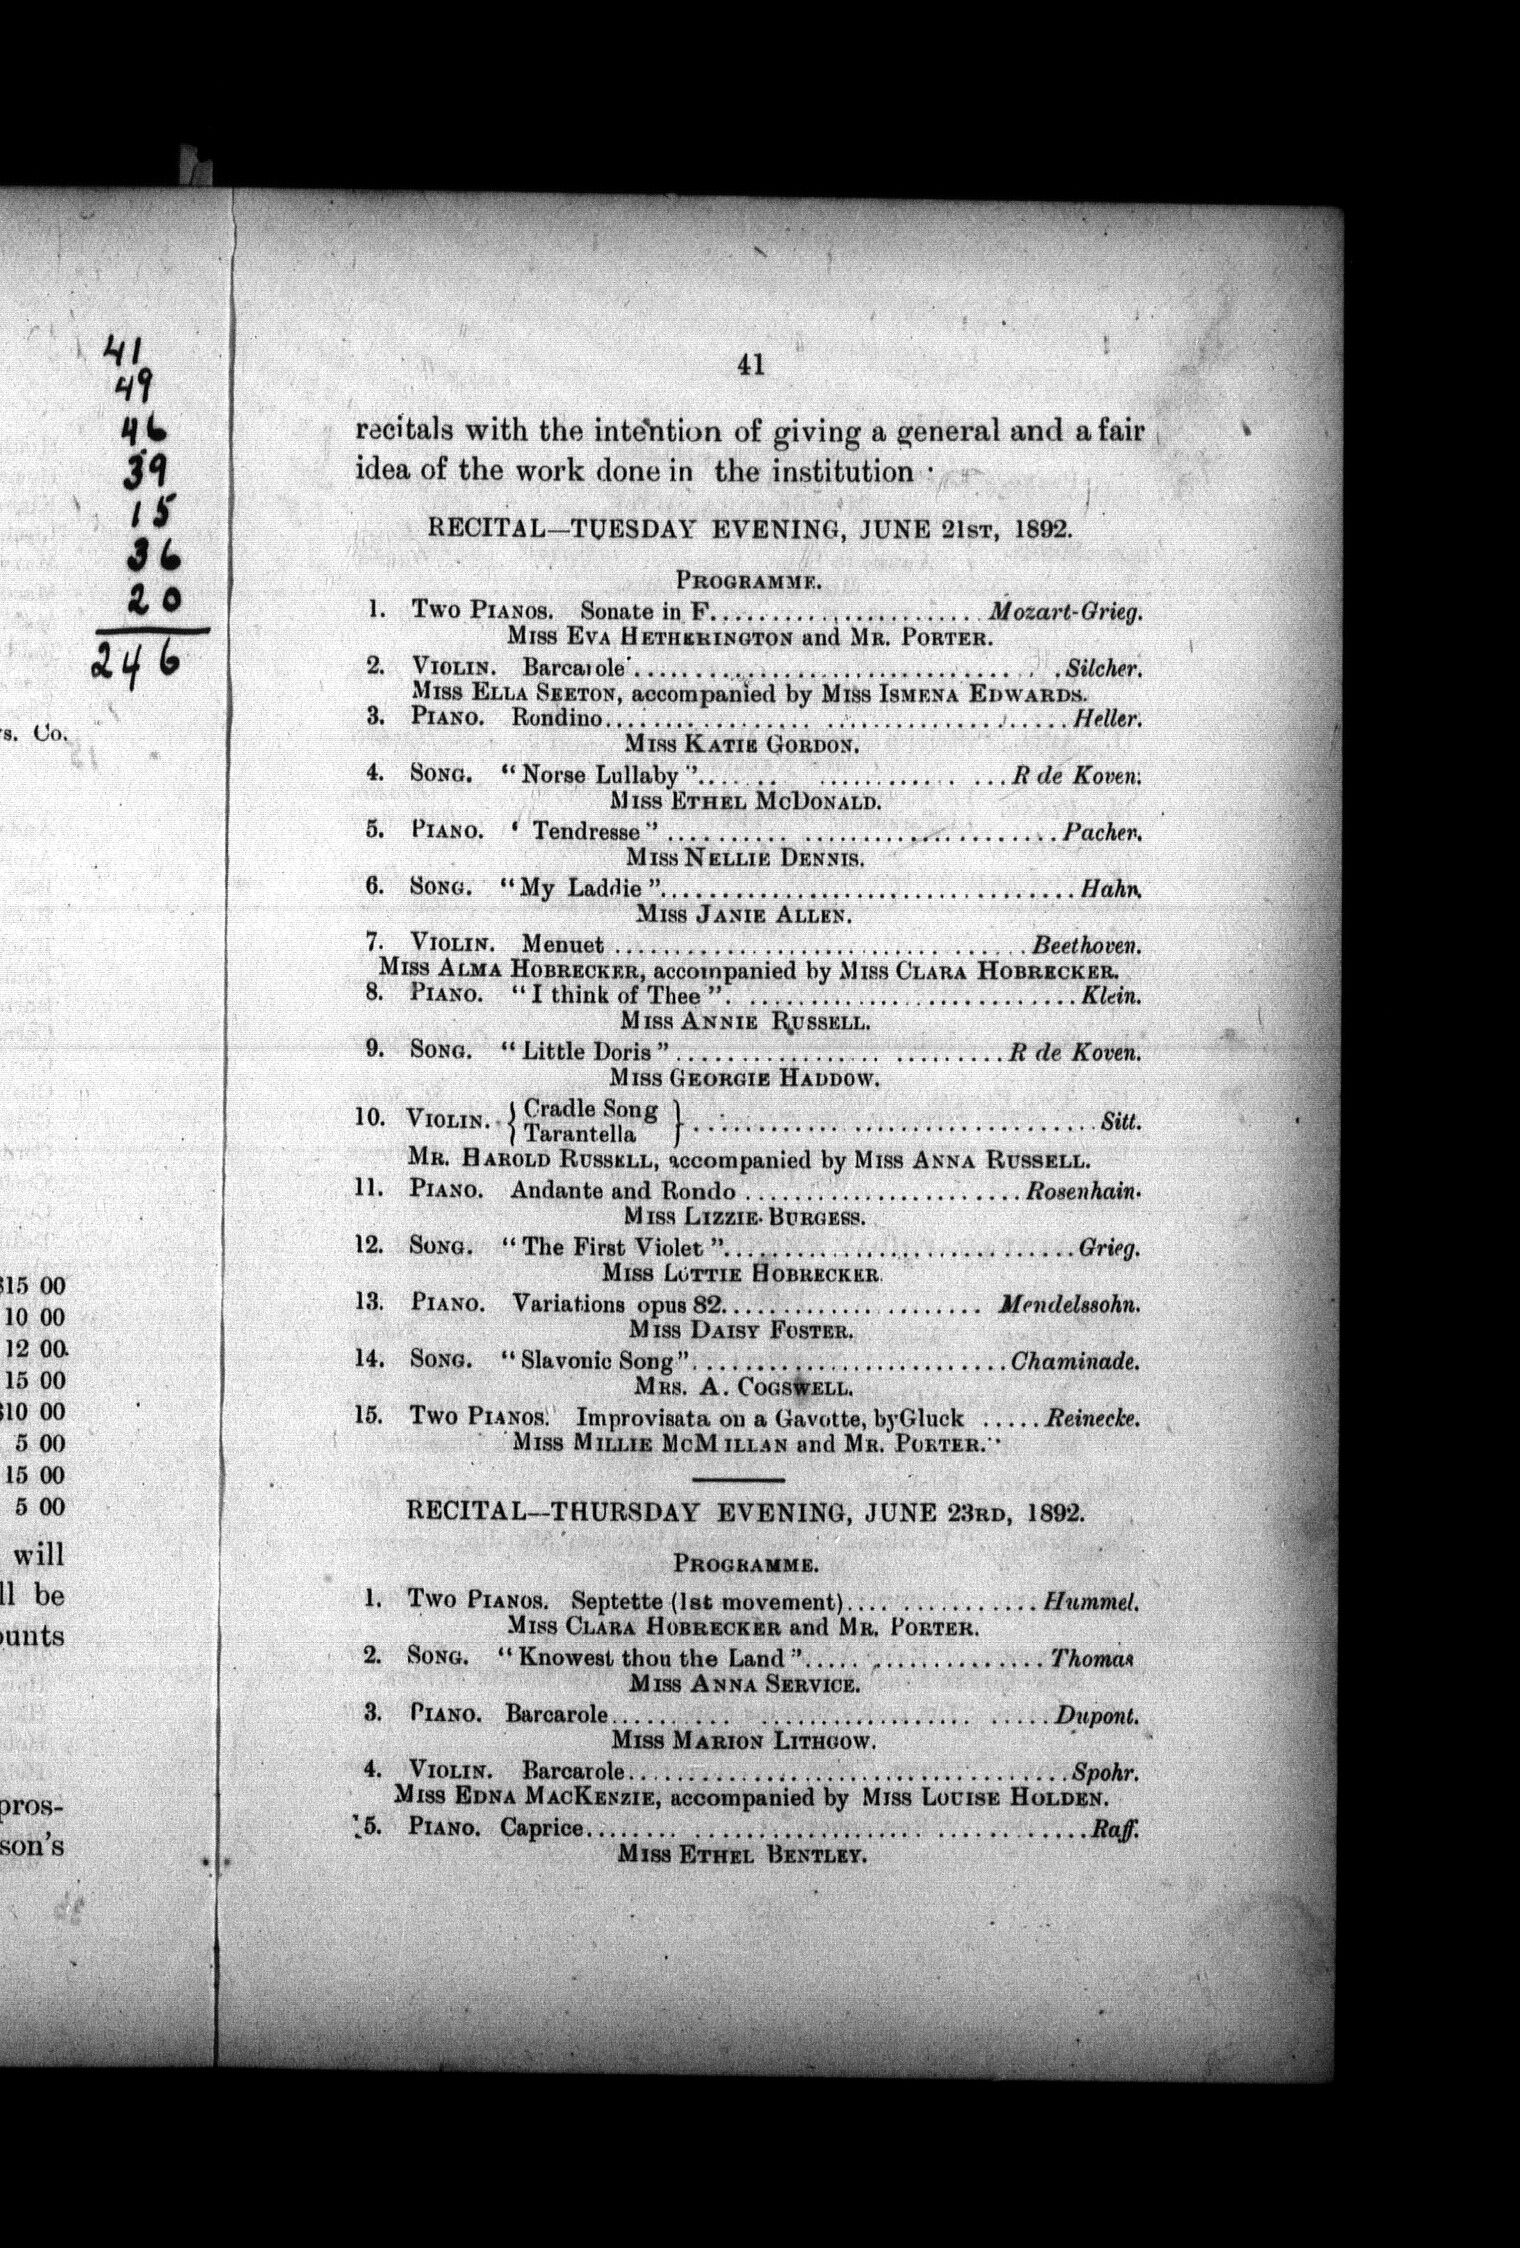 41
49
46
39
15
36
20
246
s. Co.
$15 00
10 00
12 00.
15 00
$10 00
5 00
15 00
5 00
will
be
pros-
son's
41
recitals with the intention of giving a general and a fair
idea of the work done in the institution
RECITAL—TUESDAY EVENING, JUNE 21ST, 1892.
PROGRAMME.
1. TWO PIANOS. Sonate in F...................... Mozart-Grieg.
MISS EVA HETHERINGTON and MR. PORTER.
2. VIOLIN. Barcarole.................................. Silcher.
MISS ELLA SEETON, accompanied by MISS ISMENA EDWARDS.
3. PIANO. Rondino...................................... Heller.
MISS KATIE GORDON.
4. SONG. "Norse Lullaby"...................... R de Koven.
MISS ETHEL MCDONALD.
5. PIANO. ' Tendresse" ................................ Pacher.
MISS NELLIE DENNIS.
6. SONG. "My Laddie"................................. Hahn.
MISS JANIE ALLEN.
7. VIOLIN. Menuet ................................. Beethoven.
MISS ALMA HOBRECKER, accompanied by MISS CLARA HOBRECKER.
8. PIANO. "I think of Thee". ........................... Klein.
MISS ANNIE RUSSELL.
9. SONG. "Little Doris"......................... R de Koven.
MISS GEORGIE HADDOW.
10. VIOLIN. { Cradle Song
Tarantella } ................................. Sitt.
MR. HAROLD RUSSELL, accompanied by MISS ANNA RUSSELL.
11. PIANO. Andante and Rondo ...................... Rosenhain.
MISS LIZZIE BURGESS.
12. SONG. "The First Violet"............................ Grieg.
MISS LOTTIE HOBRECKER.
13. PIANO. Variations opus 82..................... Mendelssohn.
MISS DAISY FOSTER.
14. SONG. "Slavonic Song"......................... Chaminade.
MRS. A. COGSWELL.
15. TWO PIANOS. Improvisata on a Gavotte, by Gluck ..... Reinecke.
MISS MILLIE MCMILLAN and MR. PORTER.
RECITAL—THURSDAY EVENING, JUNE 23RD, 1892.
PROGRAMME.
1. TWO PIANOS. Septette (1st movement)............... Hummel.
MISS CLARA HOBRECKER and MR. PORTER.
2. SONG. "Knowest thou the Land"................... Thomas
MISS ANNA SERVICE.
3. PIANO. Barcarole................................... Dupont.
MISS MARION LITHGOW.
4. VIOLIN. Barcarole................................... Spohr.
MISS EDNA MACKENZIE, accompanied by MISS LOUISE HOLDEN.
5. PIANO. Caprice....................................... Raff.
MISS ETHEL BENTLEY.